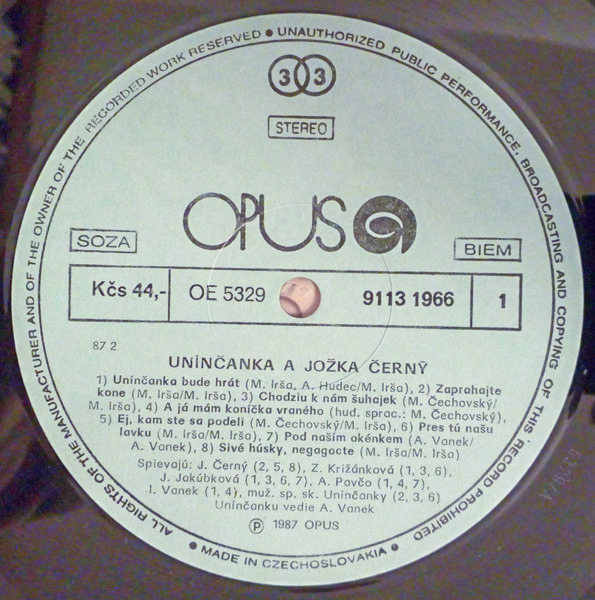 ALL RIGHTS OF THE MANUFACTURER AND OF THE OWNER OF THE RECORDED WORK RESERVED ● UNAUTHORIZED PUBLIC PERFORMANCE, BROADCASTING AND COPYING OF THIS RECORD PROHIBITED
33
STEREO
OPUS
SOZA
BIEM
Kčs 44,- OE 5329 9113 1966 1
87 2
UNÍNČANKA A JOŽKA ČERNÝ
1) Unínčanka bude hrát (M. Irša, A. Hudec/M. Irša), 2) Zaprahajte
kone (M. Irša/M. Irša), 3) Chodziu k nám šuhajek (M. Čechovský/
M. Irša), 4) A já mám koníčka vraného (hud. sprac.: M. Čechovský),
5) Ej, kam ste sa podeli (M. Čechovský/M. Irša), 6) Pres tú našu
lavku (M. Irša/M. Irša), 7) Pod naším okénkem (A. Vanek/
A. Vanek), 8) Sivé húsky, negagocte (M. Irša/M. Irša)
Spievajú: J. Černý (2, 5, 8), Z. Križánková (1, 3, 6),
J. Jakúbková (1, 3, 6, 7), A. Pavčo (1, 4, 7),
I. Vanek (1, 4), muž. sp. sk. Unínčanky (2, 3, 6)
Unínčanku vedie A. Vanek
Ⓟ 1987 OPUS
● MADE IN CZECHOSLOVAKIA ●